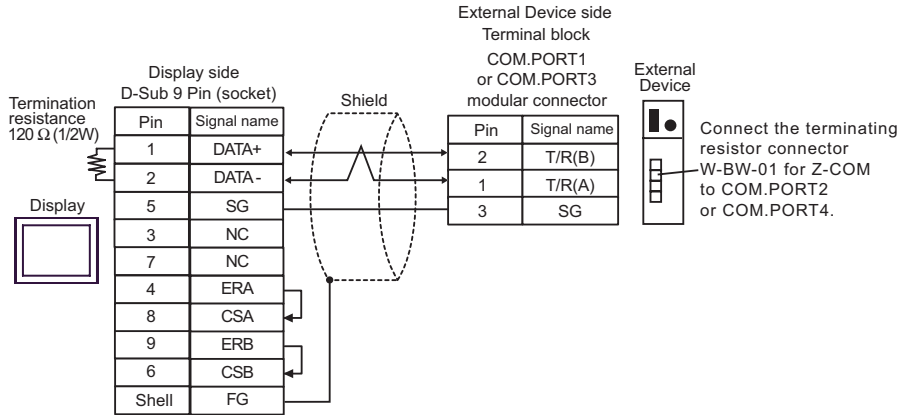 External Device side
Terminal block
COM.PORT1
or COM.PORT3
modular connector
Display side
D-Sub 9 Pin (socket)
Termination
resistance
120 Ω (1/2W)
Shield
External
Device
Pin Signal name
1 DATA+
2 DATA-
5 SG
3 NC
7 NC
4 ERA
8 CSA
9 ERB
6 CSB
Shell FG
Display
Pin Signal name
2 T/R(B)
1 T/R(A)
3 SG
Connect the terminating
resistor connector
W-BW-01 for Z-COM
to COM.PORT2
or COM.PORT4.